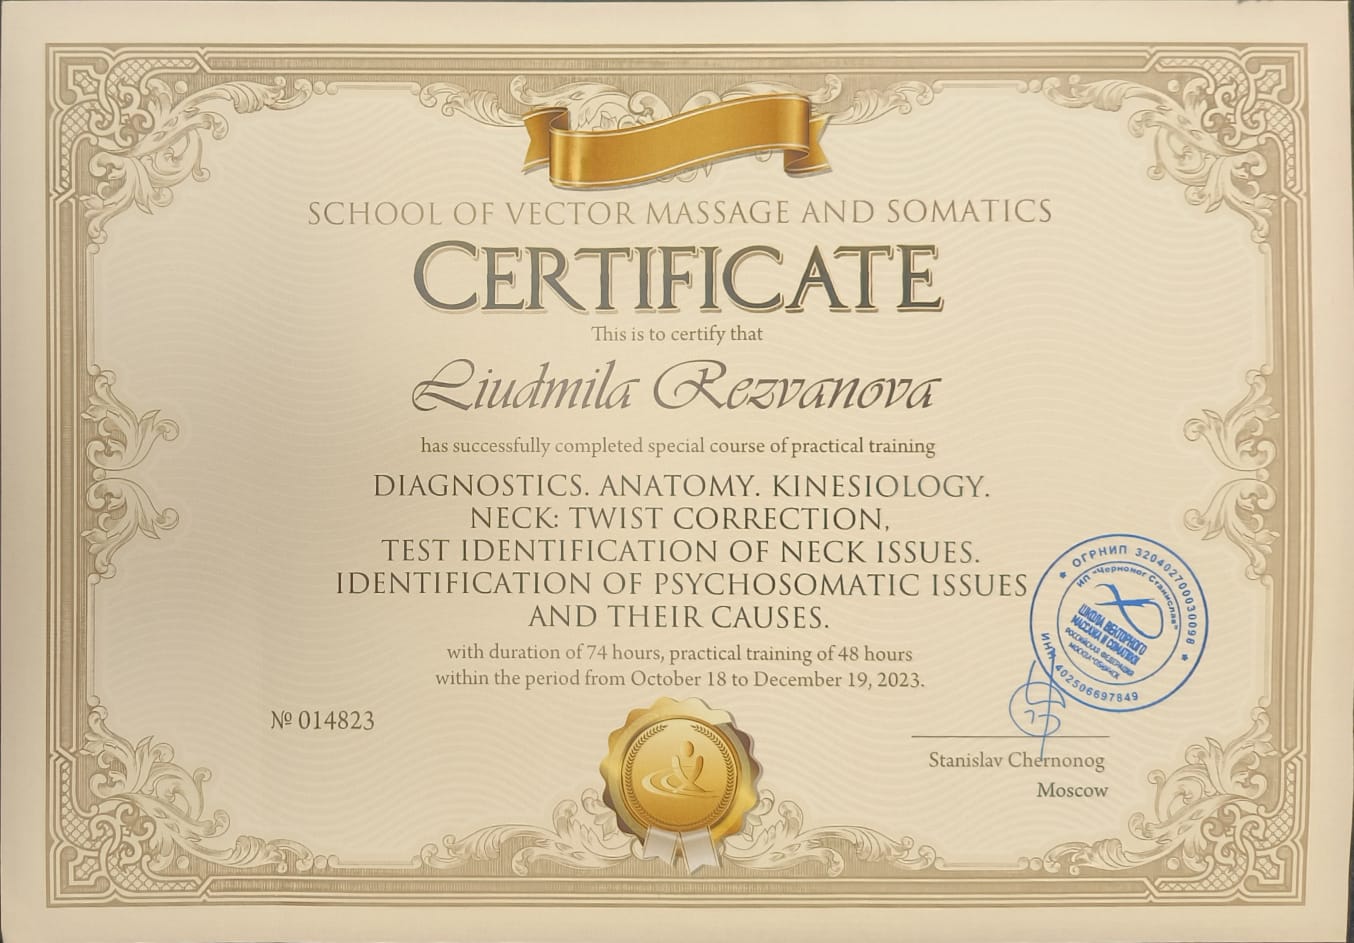 SCHOOL OF VECTOR MASSAGE AND SOMATICS
CERTIFICATE
This is to certify that
Liudmila Rezvanova
has successfully completed special course of practical training
DIAGNOSTICS. ANATOMY. KINESIOLOGY.
NECK: TWIST CORRECTION,
TEST IDENTIFICATION OF NECK ISSUES.
IDENTIFICATION OF PSYCHOSOMATIC ISSUES
AND THEIR CAUSES.
with duration of 74 hours, practical training of 48 hours
within the period from October 18 to December 19, 2023.
№ 014823
ОГРНИП 320402700030098
ИП "Черномог Станислав"
ШКОЛА ВЕКТОРНОГО
МАССАЖА И СОМАТИКИ
РОССИЙСКАЯ ФЕДЕРАЦИЯ
МОСКВА-ОБНИНСК
ИНН 402506697849
Stanislav Chernonog
Moscow